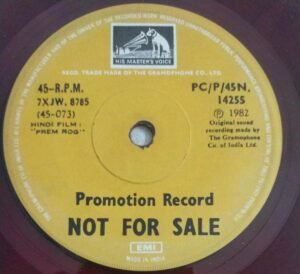 HIS MASTER'S VOICE
REGD. TRADE MARK OF THE GRAMOPHONE CO., LTD.
45-R.P.M.
7XJW. 8785
(45-073)
HINDI FILM :
"PREM ROG"
PC/P/45N.
14255
℗ 1982
Original sound
recording made by
The Gramophone
Co. of India Ltd.
Promotion Record
NOT FOR SALE
EMI
MADE IN INDIA